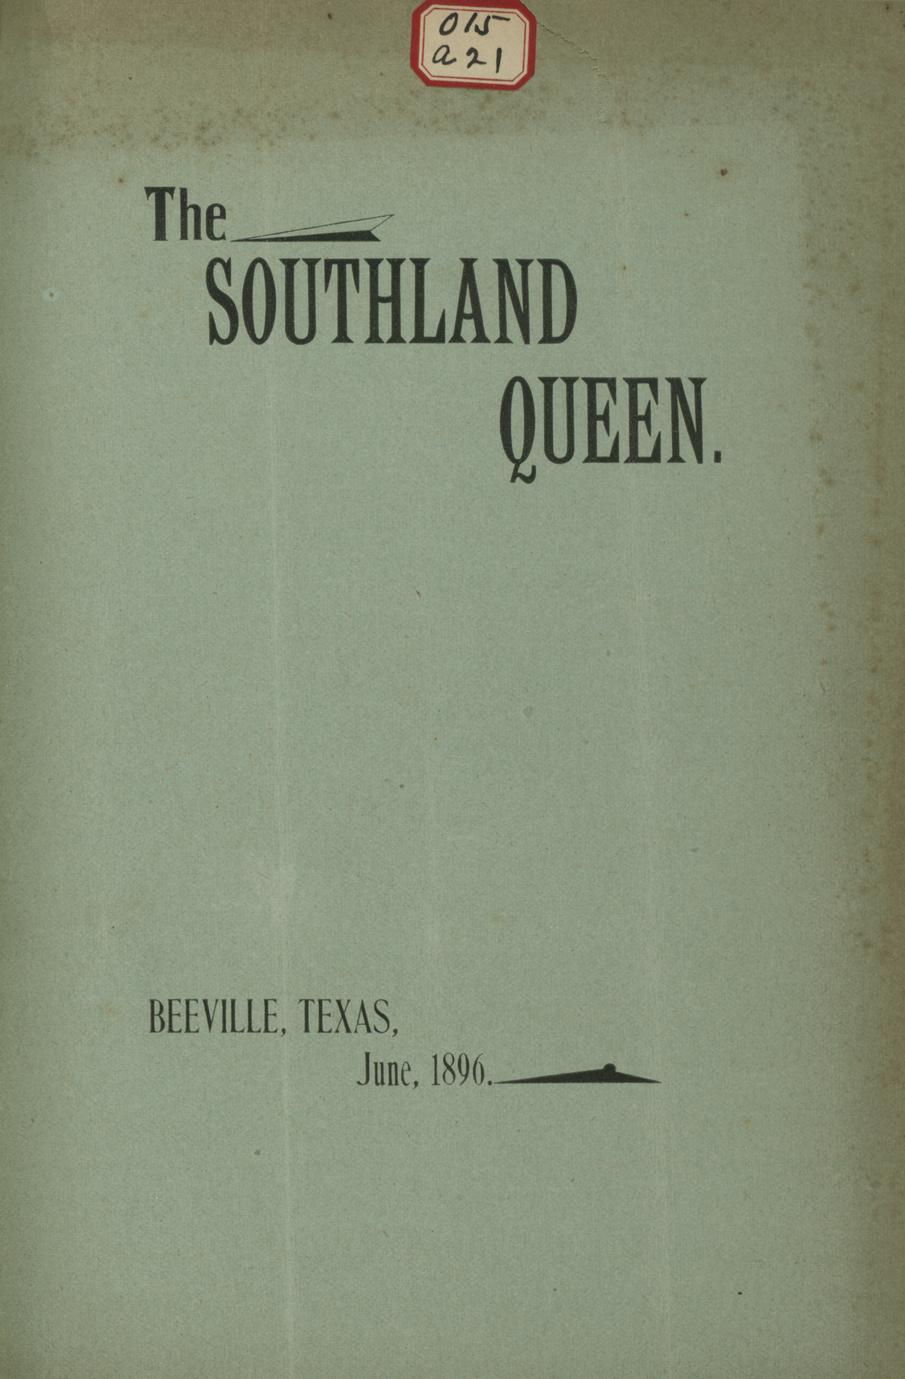 015
a21
The
SOUTHLAND
QUEEN.
BEEVILLE, TEXAS,
June, 1896.